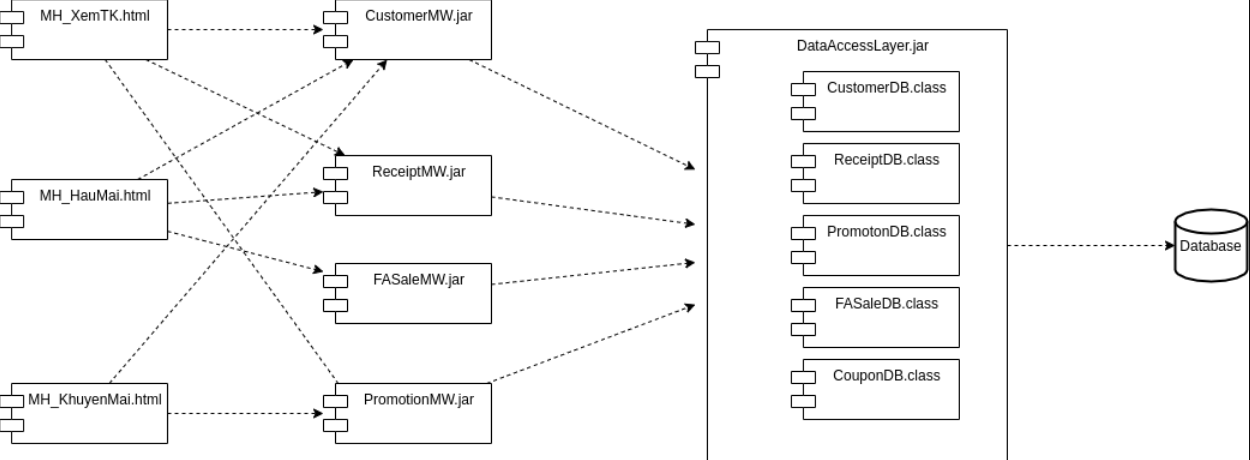 MH_XemTK.html
CustomerMW.jar
DataAccessLayer.jar
CustomerDB.class
ReceiptDB.class
ReceiptMW.jar
MH_HauMai.html
PromotonDB.class
Database
FASaleMW.jar
FASaleDB.class
CouponDB.class
MH_KhuyenMai.html
PromotionMW.jar